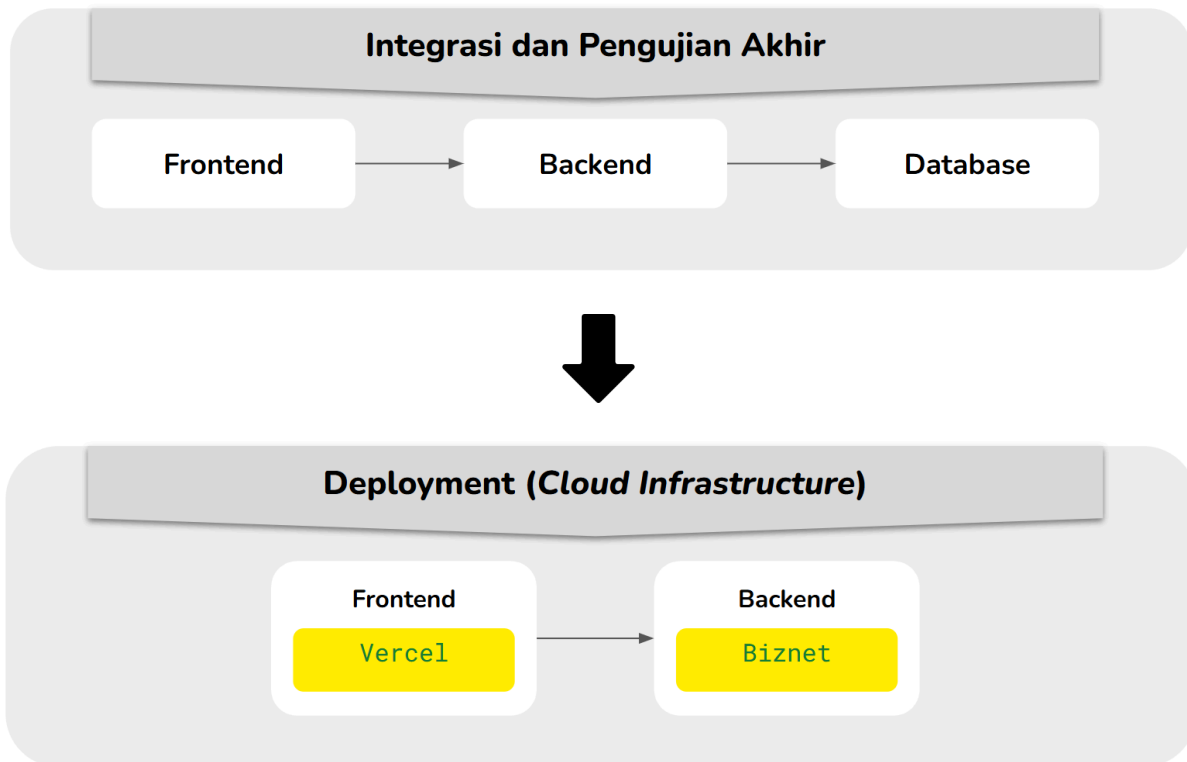 Integrasi dan Pengujian Akhir
Frontend
Backend
Database
Deployment (Cloud Infrastructure)
Frontend
Backend
Vercel
Biznet